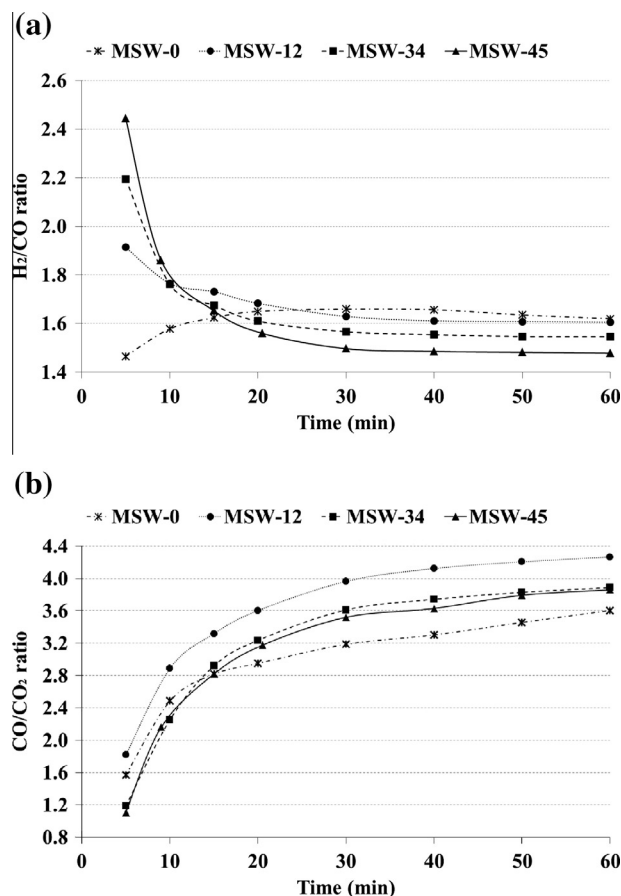 (a)
MSW-0 MSW-12 MSW-34 MSW-45
2.6
2.4
2.2
2.0
1.8
1.6
1.4
H2/CO ratio
0 10 20 30 40 50 60
Time (min)
(b)
MSW-0 MSW-12 MSW-34 MSW-45
4.4
4.0
3.6
3.2
2.8
2.4
2.0
1.6
1.2
0.8
CO/CO2 ratio
0 10 20 30 40 50 60
Time (min)